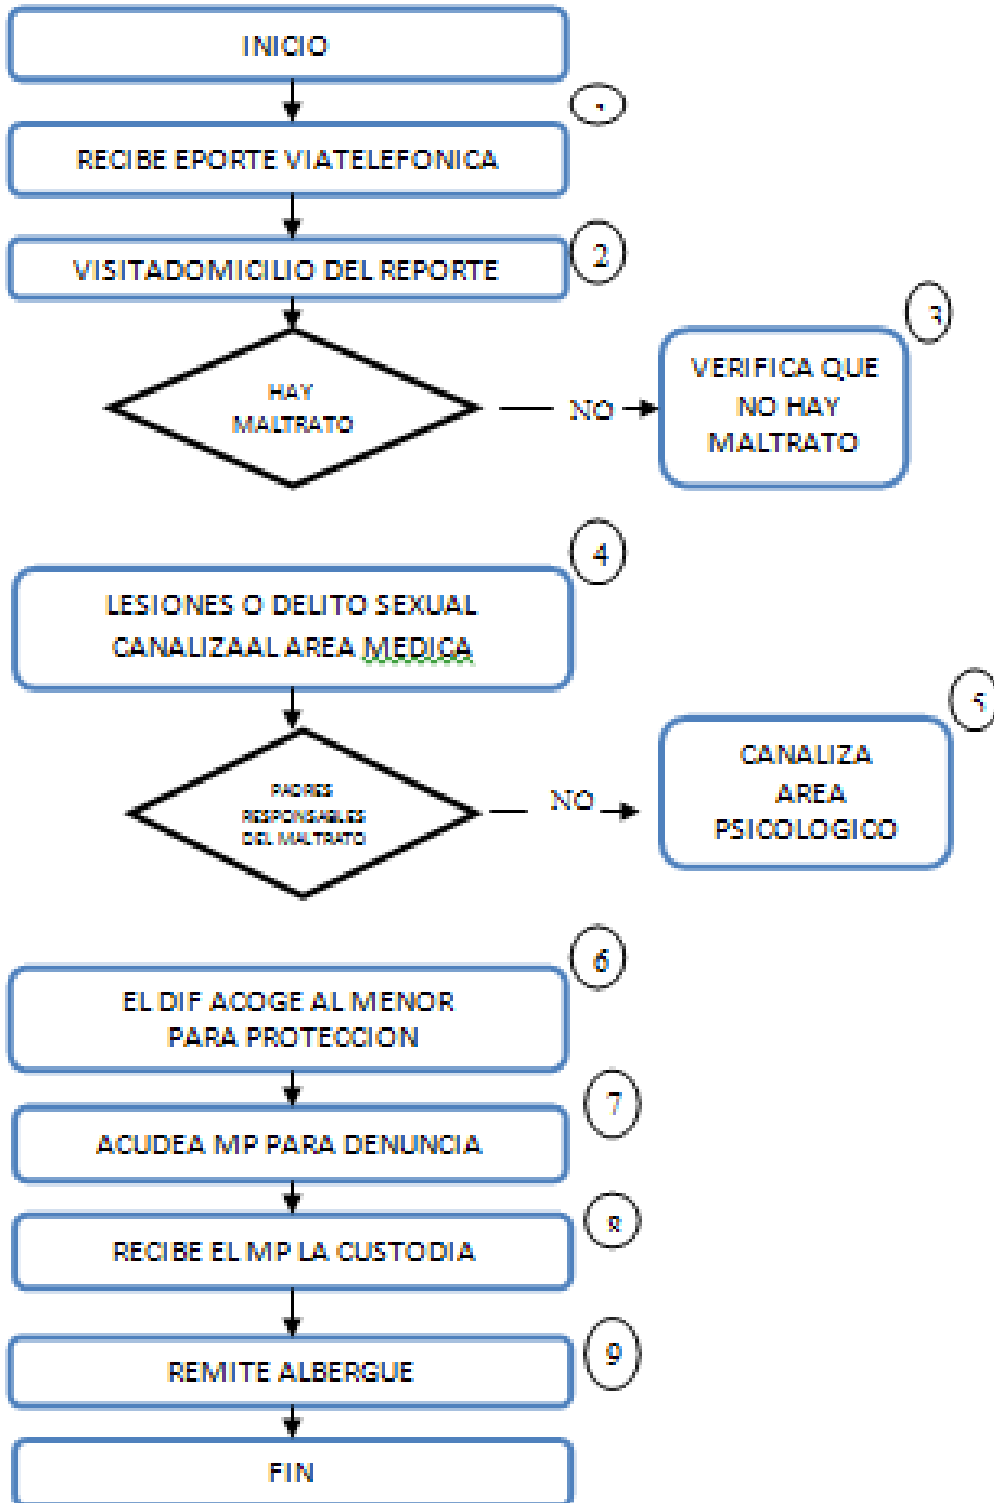 INICIO
RECIBE EPORTE VIATELEFONICA
2
VISITADOMICILIO DEL REPORTE
3
HAY
MALTRATO
NO
VERIFICA QUE
NO HAY
MALTRATO
4
LESIONES O DELITO SEXUAL
CANALIZAAL AREA MEDICA
5
PADRES
RESPONSABLES
DEL MALTRATO
NO
CANALIZA
AREA
PSICOLOGICO
6
EL DIF ACOGE AL MENOR
PARA PROTECCION
7
ACUDEA MP PARA DENUNCIA
8
RECIBE EL MP LA CUSTODIA
9
REMITE ALBERGUE
FIN